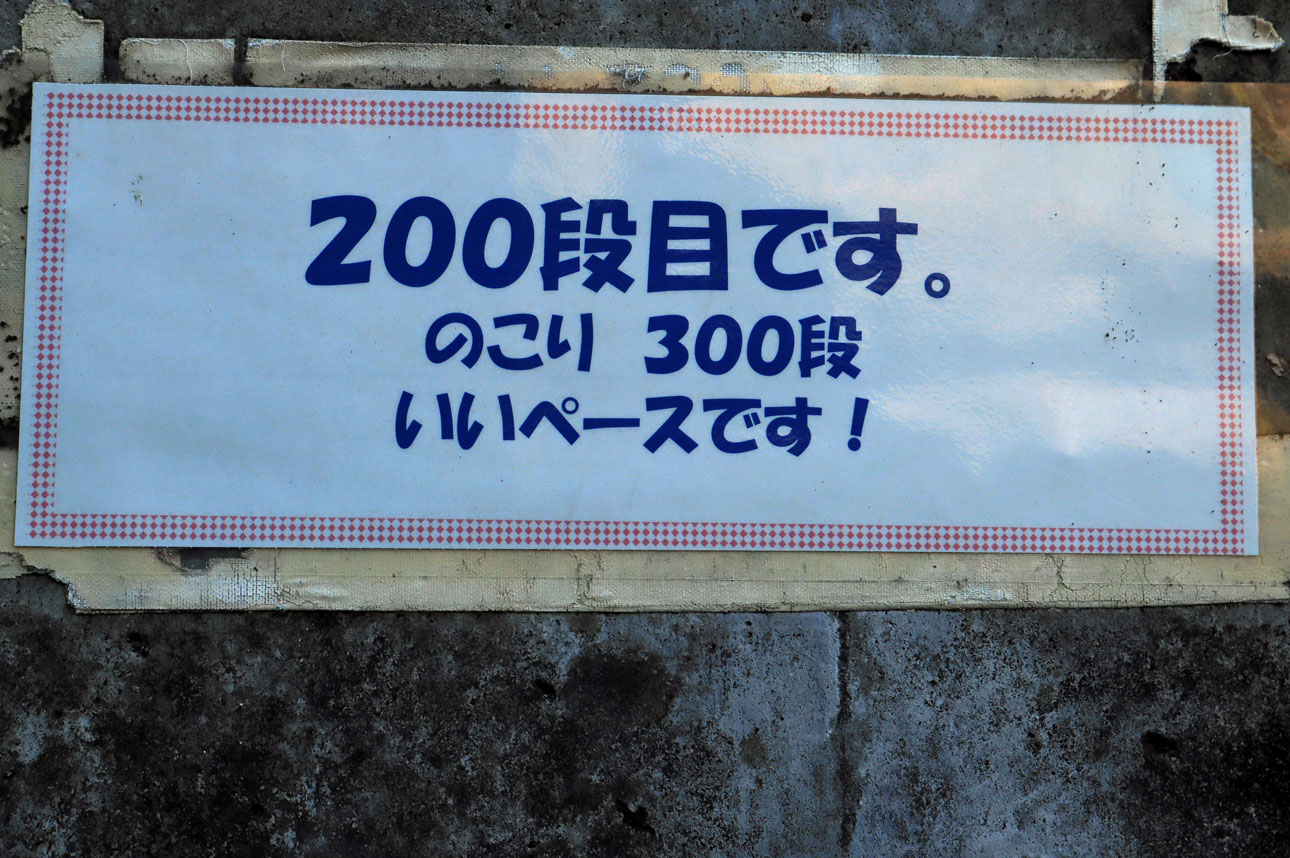 200段目です。
のこり　300段
いいペースです！